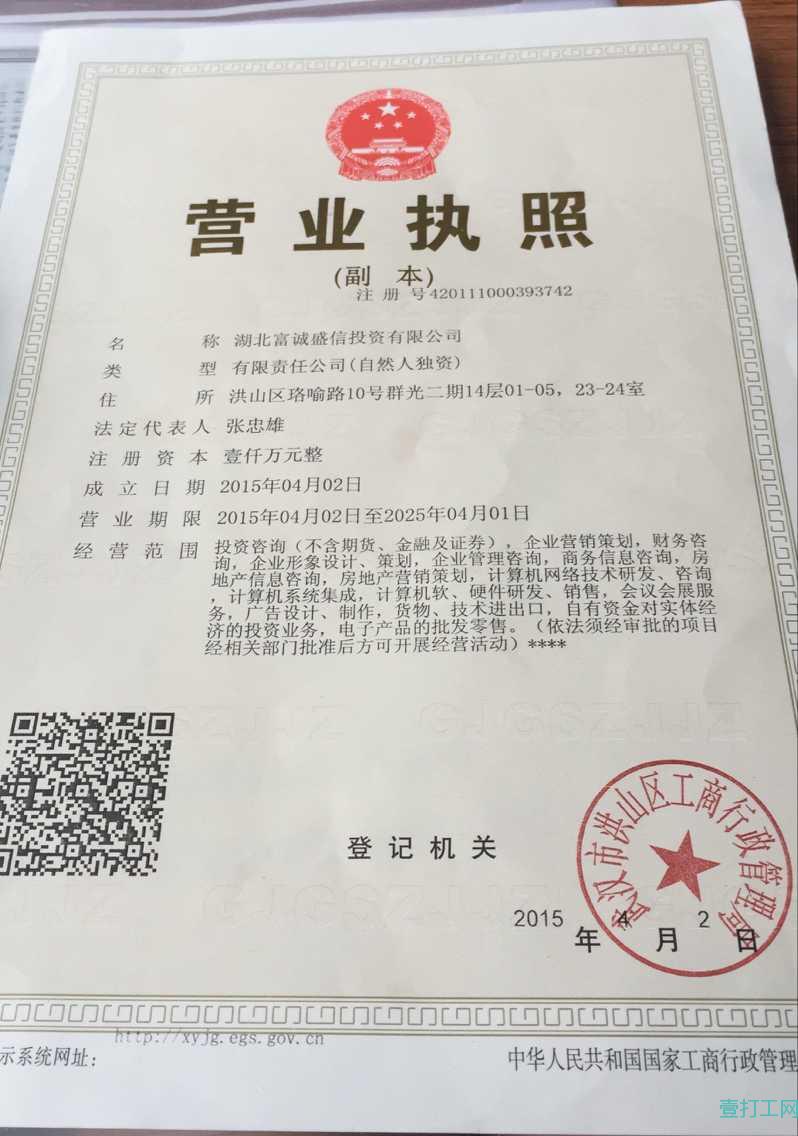 营业执照
(副 本)
注 册 号420111000393742
名 称 湖北富诚盛信投资有限公司
类 型 有限责任公司(自然人独资)
住 所 洪山区珞喻路10号群光二期14层01-05，23-24室
法定代表人 张忠雄
注册资本 壹仟万元整
成立日期 2015年04月02日
营业期限 2015年04月02日至2025年04月01日
经营范围 投资咨询（不含期货、金融及证券），企业营销策划，财务咨
询，企业形象设计、策划，企业管理咨询，商务信息咨询，房
地产信息咨询，房地产营销策划，计算机网络技术研发、咨询
，计算机系统集成，计算机软、硬件研发、销售，会议会展服
务，广告设计、制作，货物、技术进出口，自有资金对实体经
济的投资业务，电子产品的批发零售。（依法须经审批的项目
经相关部门批准后方可开展经营活动）****
武汉市洪山区工商行政管理局
登记机关
2015年4月2日
http://xyjg.egs.gov.cn
示系统网址：
中华人民共和国国家工商行政管理
壹打工网